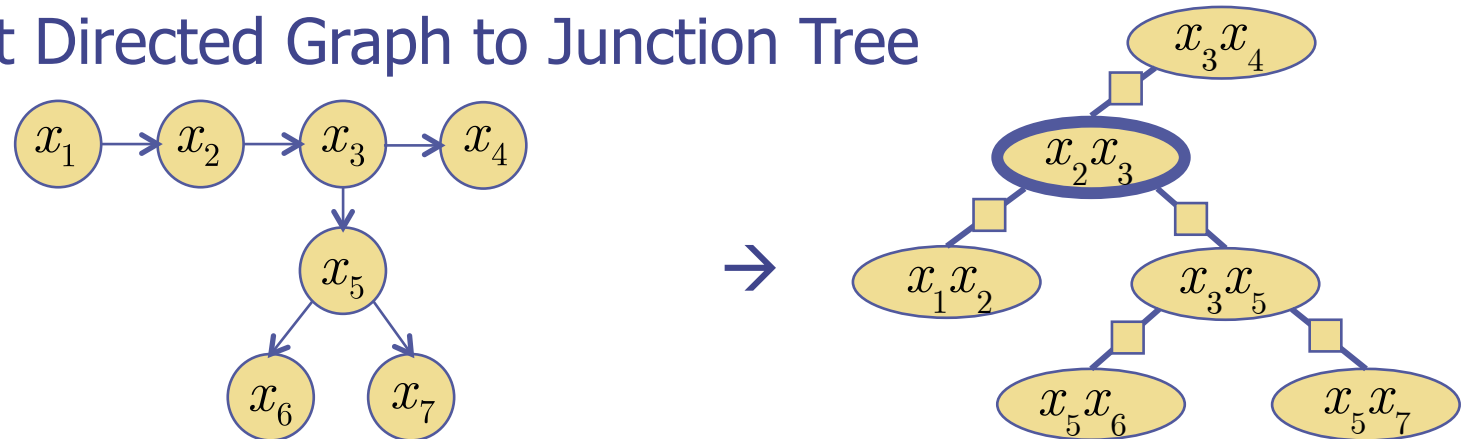 t Directed Graph to Junction Tree
x₁ x₂ x₃ x₄
x₅
x₆ x₇
→
x₃x₄
x₂x₃
x₁x₂ x₃x₅
x₅x₆ x₅x₇